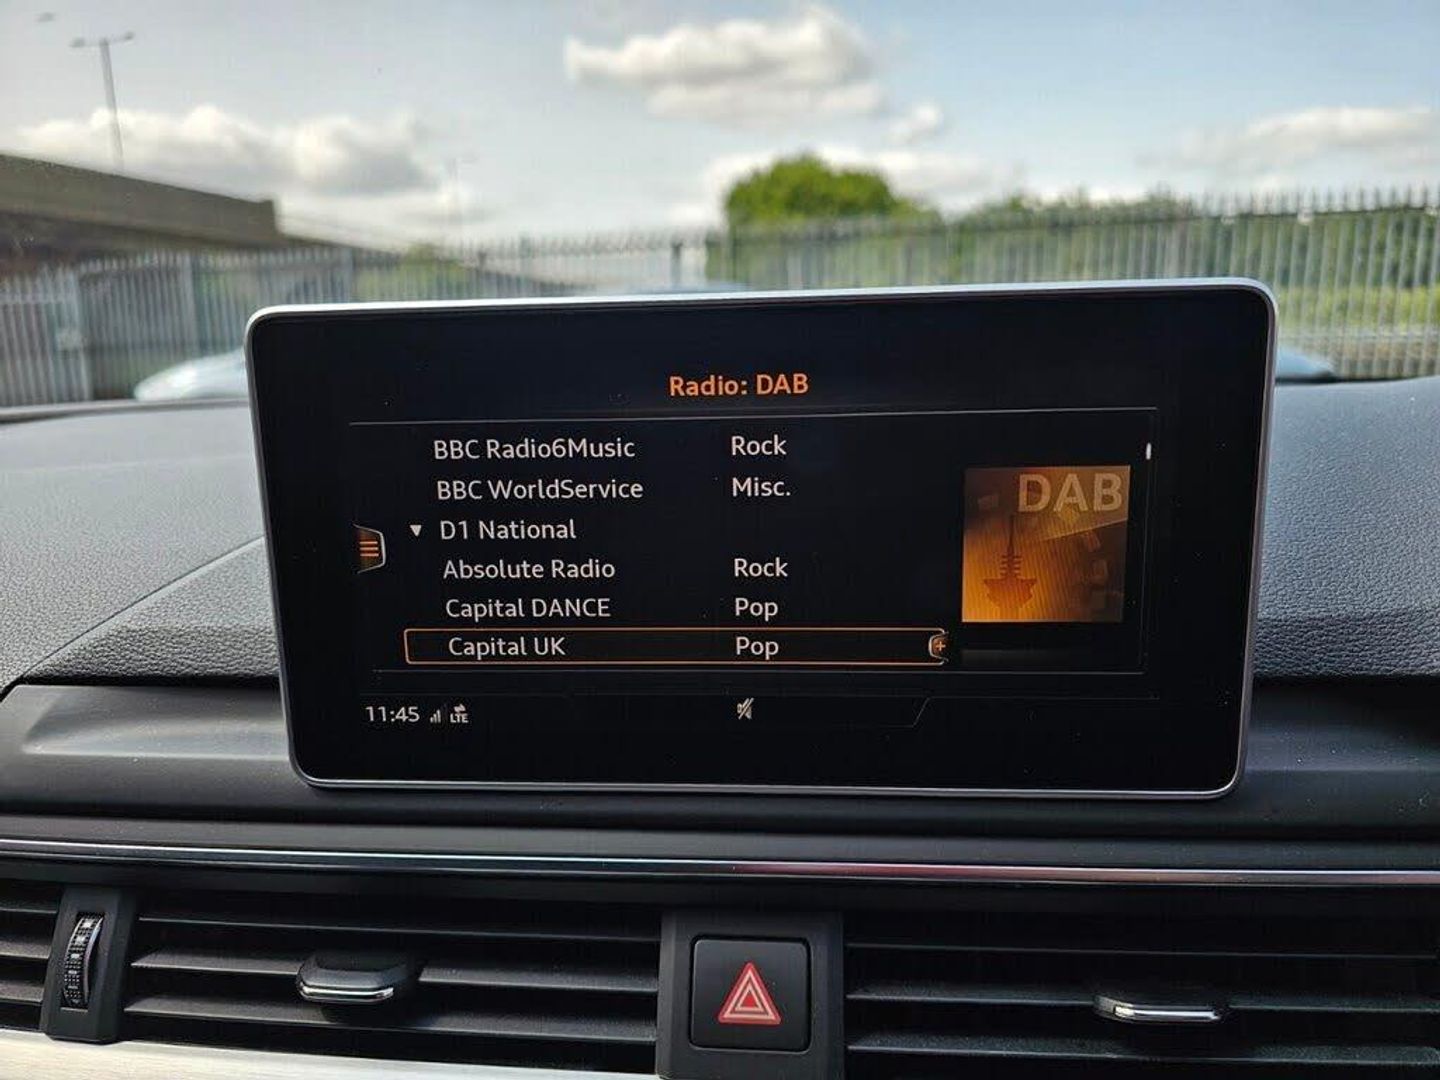 Radio: DAB
BBC Radio6Music Rock
BBC WorldService Misc.
▼ D1 National
Absolute Radio Rock
Capital DANCE Pop
Capital UK Pop
DAB
11:45 LTE